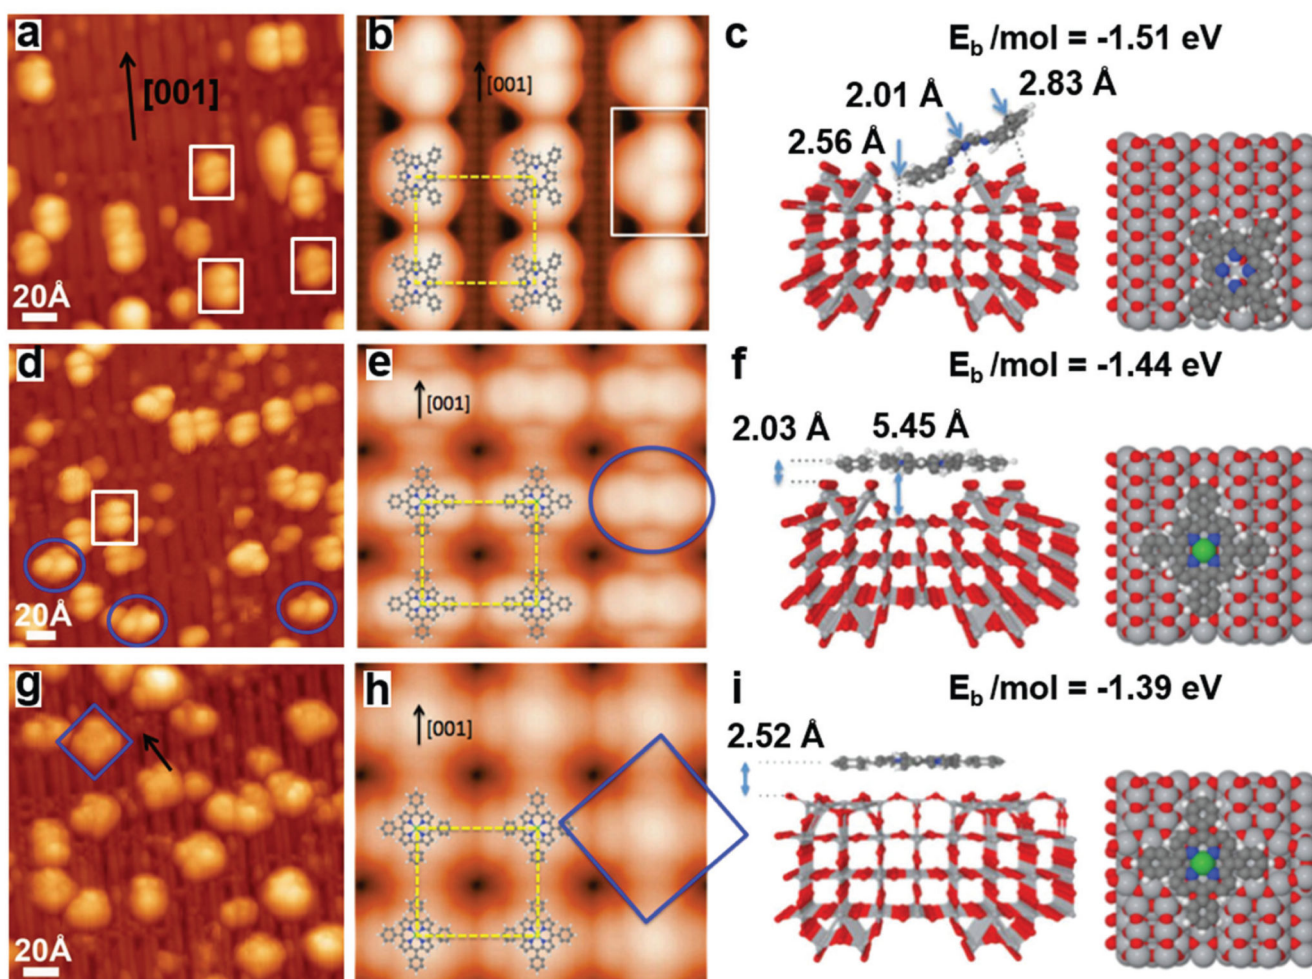 a
[001]
20Å
b
[001]
c
E_b /mol = -1.51 eV
2.83 Å
2.01 Å
2.56 Å
d
20Å
e
[001]
f
E_b /mol = -1.44 eV
2.03 Å
5.45 Å
g
20Å
h
[001]
i
E_b /mol = -1.39 eV
2.52 Å